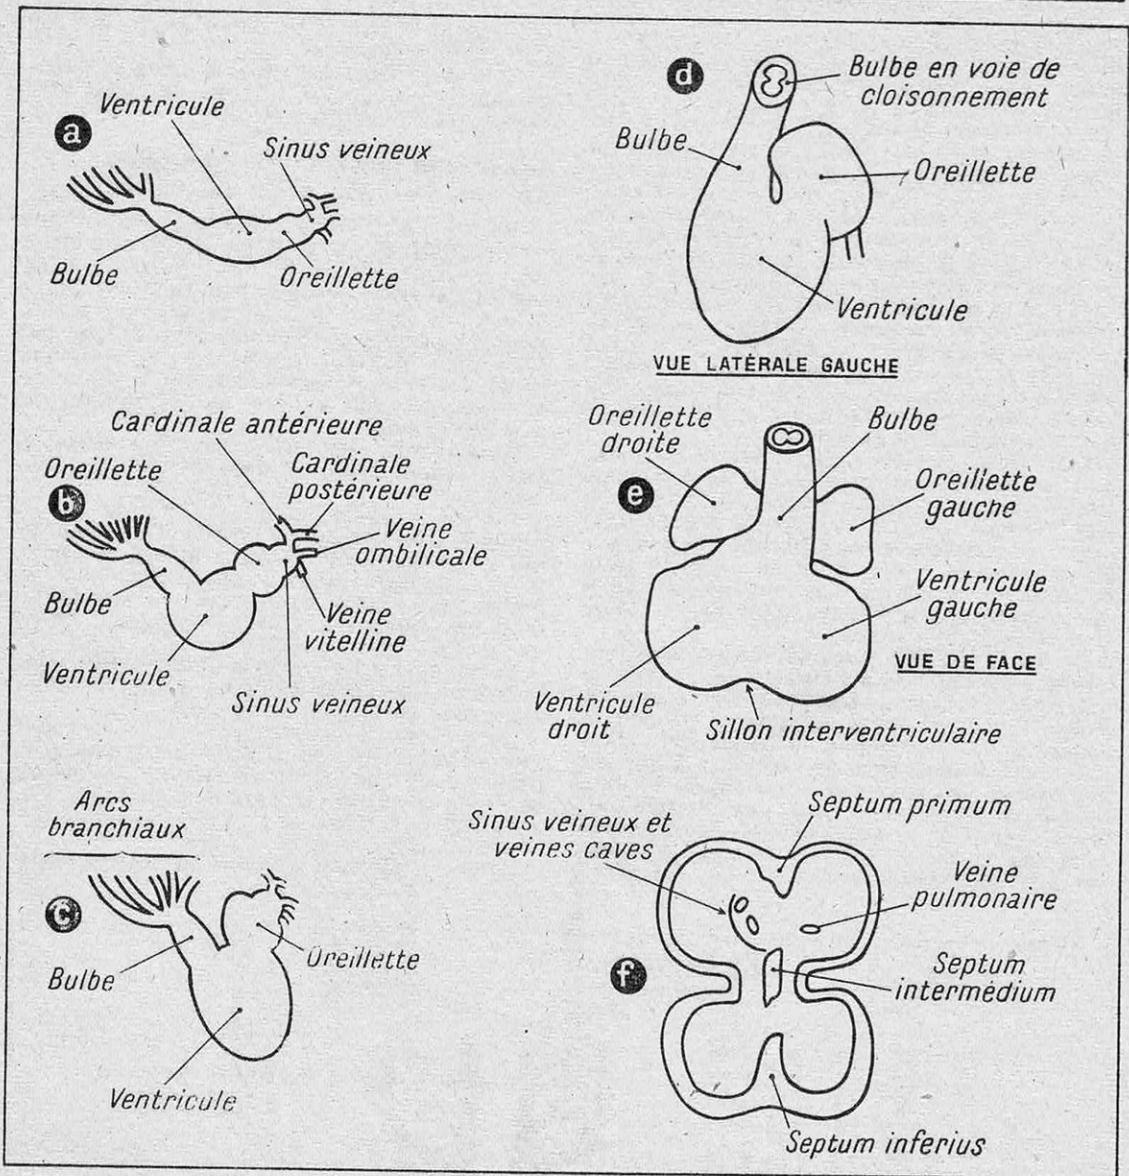 a
Ventricule
Sinus veineux
Bulbe
Oreillette
b
Cardinale antérieure
Oreillette
Cardinale
postérieure
Veine
ombilicale
Bulbe
Veine
vitelline
Ventricule
Sinus veineux
c
Arcs
branchiaux
Bulbe
Oreillette
Ventricule
d
Bulbe en voie de
cloisonnement
Bulbe
Oreillette
Ventricule
VUE LATÉRALE GAUCHE
e
Oreillette
droite
Bulbe
Oreillette
gauche
Ventricule
gauche
VUE DE FACE
Ventricule
droit
Sillon interventriculaire
f
Septum primum
Sinus veineux et
veines caves
Veine
pulmonaire
Septum
intermédium
Septum inferius